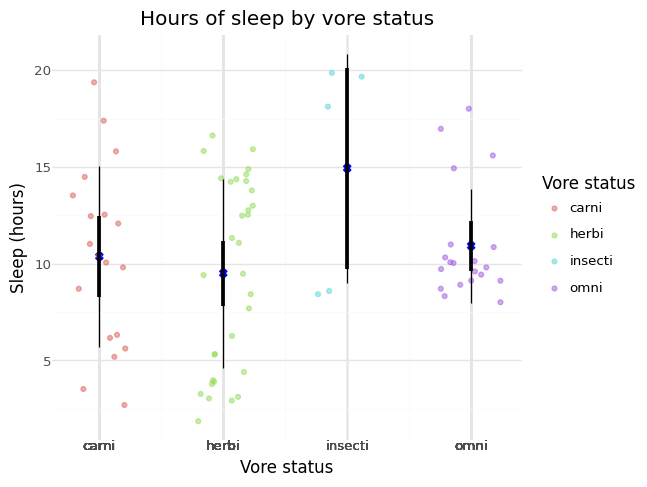 Hours of sleep by vore status
20
15
10
5
Sleep (hours)
carni
herbi
insecti
omni
Vore status
Vore status
carni
herbi
insecti
omni